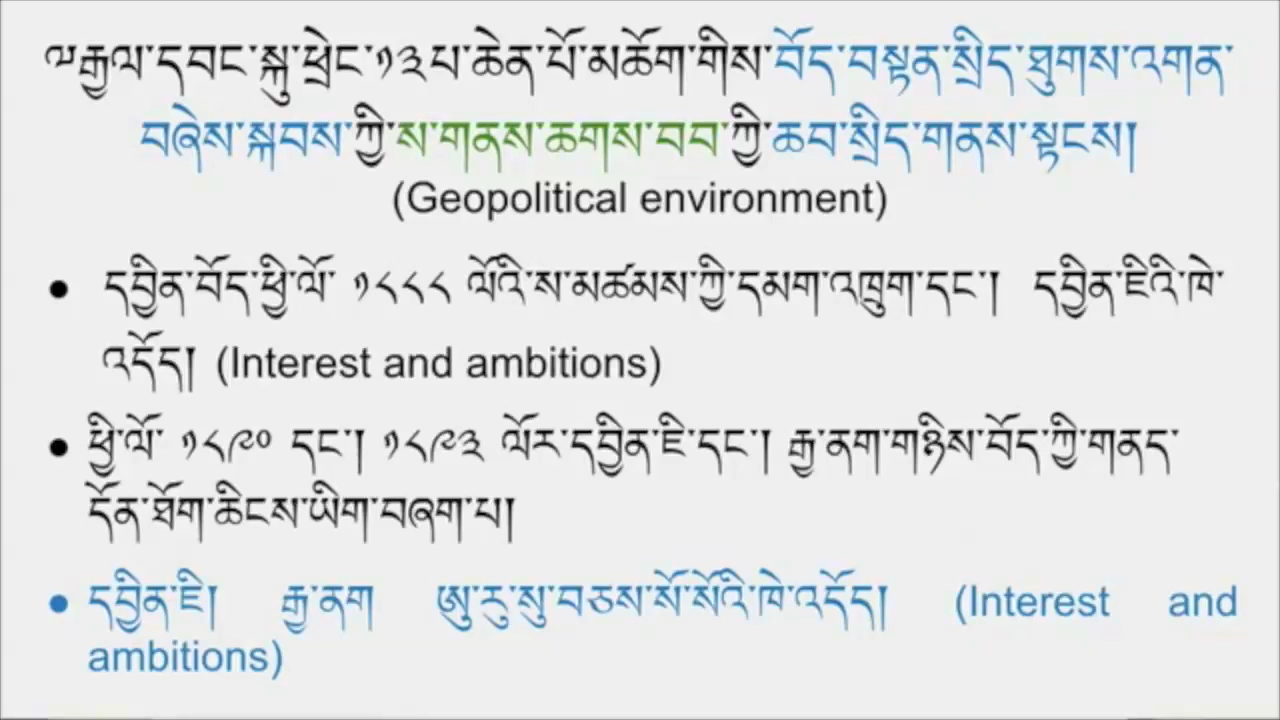 ༸རྒྱལ་དབང་སྐུ་ཕྲེང་༡༣པ་ཆེན་པོ་མཆོག་གིས་བོད་བསྟན་སྲིད་ཐུགས་འགན་
བཞེས་སྐབས་ཀྱི་ས་གནས་ཆགས་བབ་ཀྱི་ཆབ་སྲིད་གནས་སྟངས།
(Geopolitical environment)
• དབྱིན་བོད་ཕྱི་ལོ་ ༡༨༨༨ ལོའི་ས་མཚམས་ཀྱི་དམག་འཁྲུག་དང་། དབྱིན་ཇིའི་ཁེ་
འདོད། (Interest and ambitions)
• ཕྱི་ལོ་ ༡༨༩༠ དང་། ༡༨༩༣ ལོར་དབྱིན་ཇི་དང་། རྒྱ་ནག་གཉིས་བོད་ཀྱི་གནད་
དོན་ཐོག་ཆིངས་ཡིག་བཞག་པ།
• དབྱིན་ཇི། རྒྱ་ནག ཨུ་རུ་སུ་བཅས་སོ་སོའི་ཁེ་འདོད། (Interest and
ambitions)